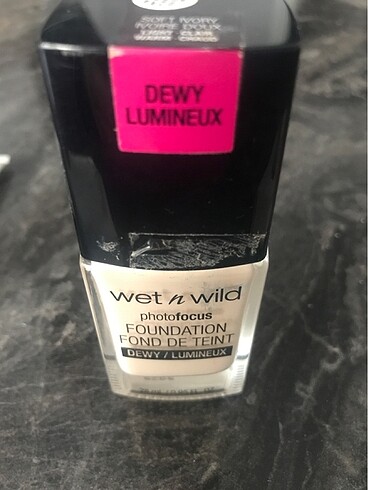 SOFT IVORY
IVOIRE DOUX
DEWY
LUMINEUX
wet n wild
photofocus
FOUNDATION
FOND DE TEINT
DEWY / LUMINEUX